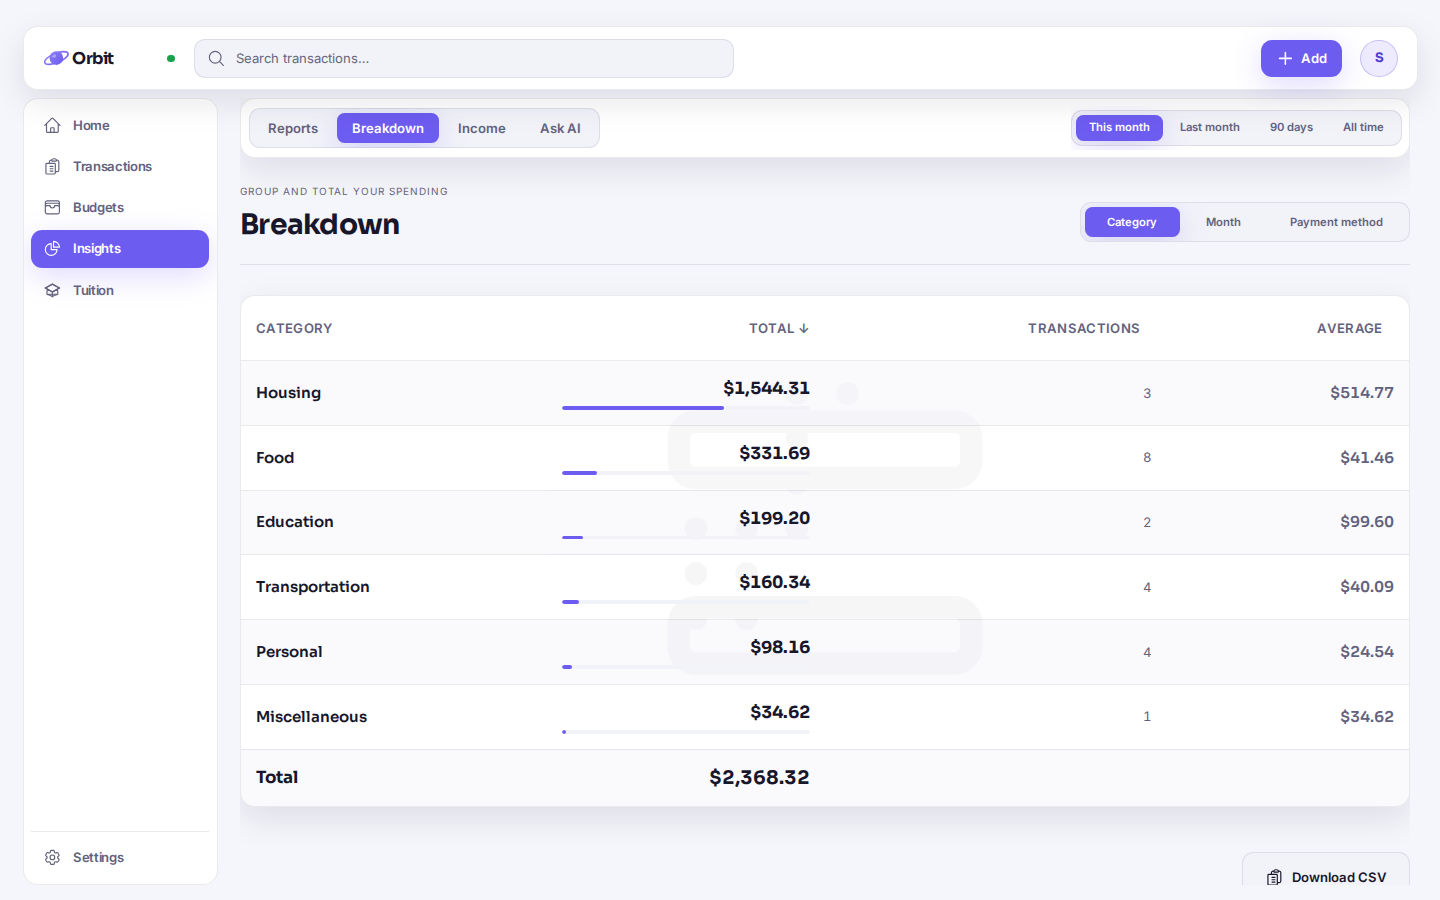 Orbit
Search transactions...
Add
S
Home
Transactions
Budgets
Insights
Tuition
Settings
Reports Breakdown Income Ask AI
This month Last month 90 days All time
GROUP AND TOTAL YOUR SPENDING
Breakdown
Category Month Payment method
CATEGORY TOTAL ↓ TRANSACTIONS AVERAGE
Housing $1,544.31 3 $514.77
Food $331.69 8 $41.46
Education $199.20 2 $99.60
Transportation $160.34 4 $40.09
Personal $98.16 4 $24.54
Miscellaneous $34.62 1 $34.62
Total $2,368.32
Download CSV